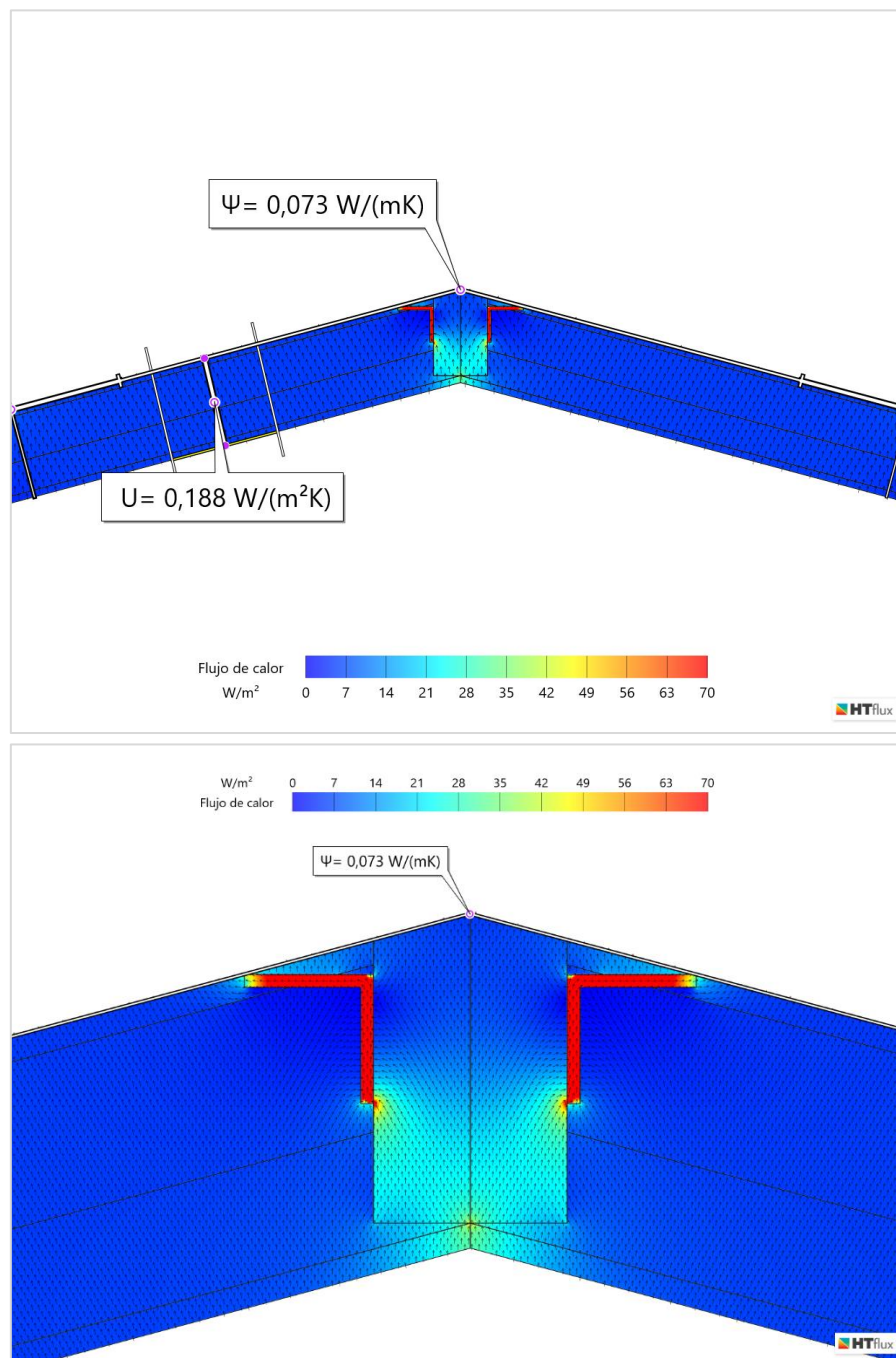 Ψ= 0,073 W/(mK)
U= 0,188 W/(m²K)
Flujo de calor
W/m²
0 7 14 21 28 35 42 49 56 63 70
HTflux
W/m²
0 7 14 21 28 35 42 49 56 63 70
Flujo de calor
Ψ= 0,073 W/(mK)
HTflux